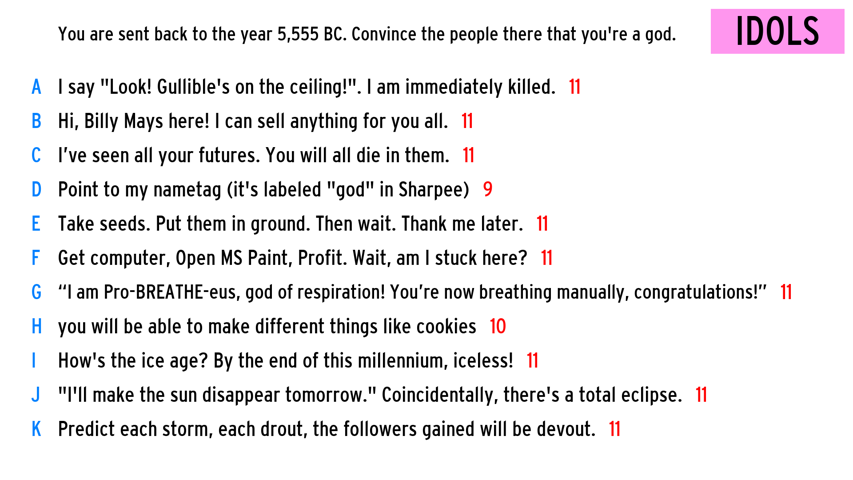 You are sent back to the year 5,555 BC. Convince the people there that you're a god.
IDOLS
A I say "Look! Gullible's on the ceiling!". I am immediately killed. 11
B Hi, Billy Mays here! I can sell anything for you all. 11
C I’ve seen all your futures. You will all die in them. 11
D Point to my nametag (it's labeled "god" in Sharpee) 9
E Take seeds. Put them in ground. Then wait. Thank me later. 11
F Get computer, Open MS Paint, Profit. Wait, am I stuck here? 11
G “I am Pro-BREATHE-eus, god of respiration! You’re now breathing manually, congratulations!” 11
H you will be able to make different things like cookies 10
I How's the ice age? By the end of this millennium, iceless! 11
J "I'll make the sun disappear tomorrow." Coincidentally, there's a total eclipse. 11
K Predict each storm, each drout, the followers gained will be devout. 11